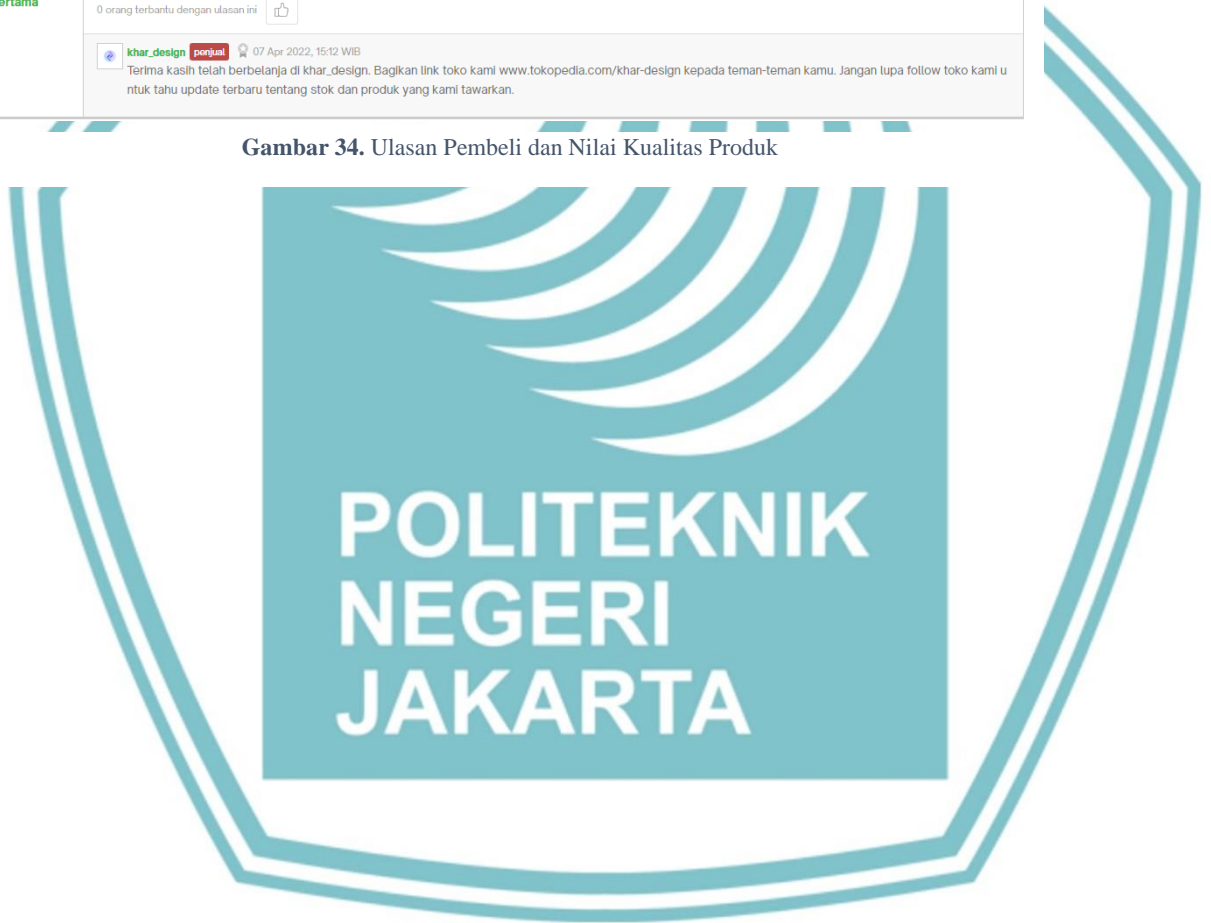 ertama
0 orang terbantu dengan ulasan ini
khar_design penjual 07 Apr 2022, 15:12 WIB
Terima kasih telah berbelanja di khar_design. Bagikan link toko kami www.tokopedia.com/khar-design kepada teman-teman kamu. Jangan lupa follow toko kami u
ntuk tahu update terbaru tentang stok dan produk yang kami tawarkan.
Gambar 34. Ulasan Pembeli dan Nilai Kualitas Produk
POLITEKNIK
NEGERI
JAKARTA